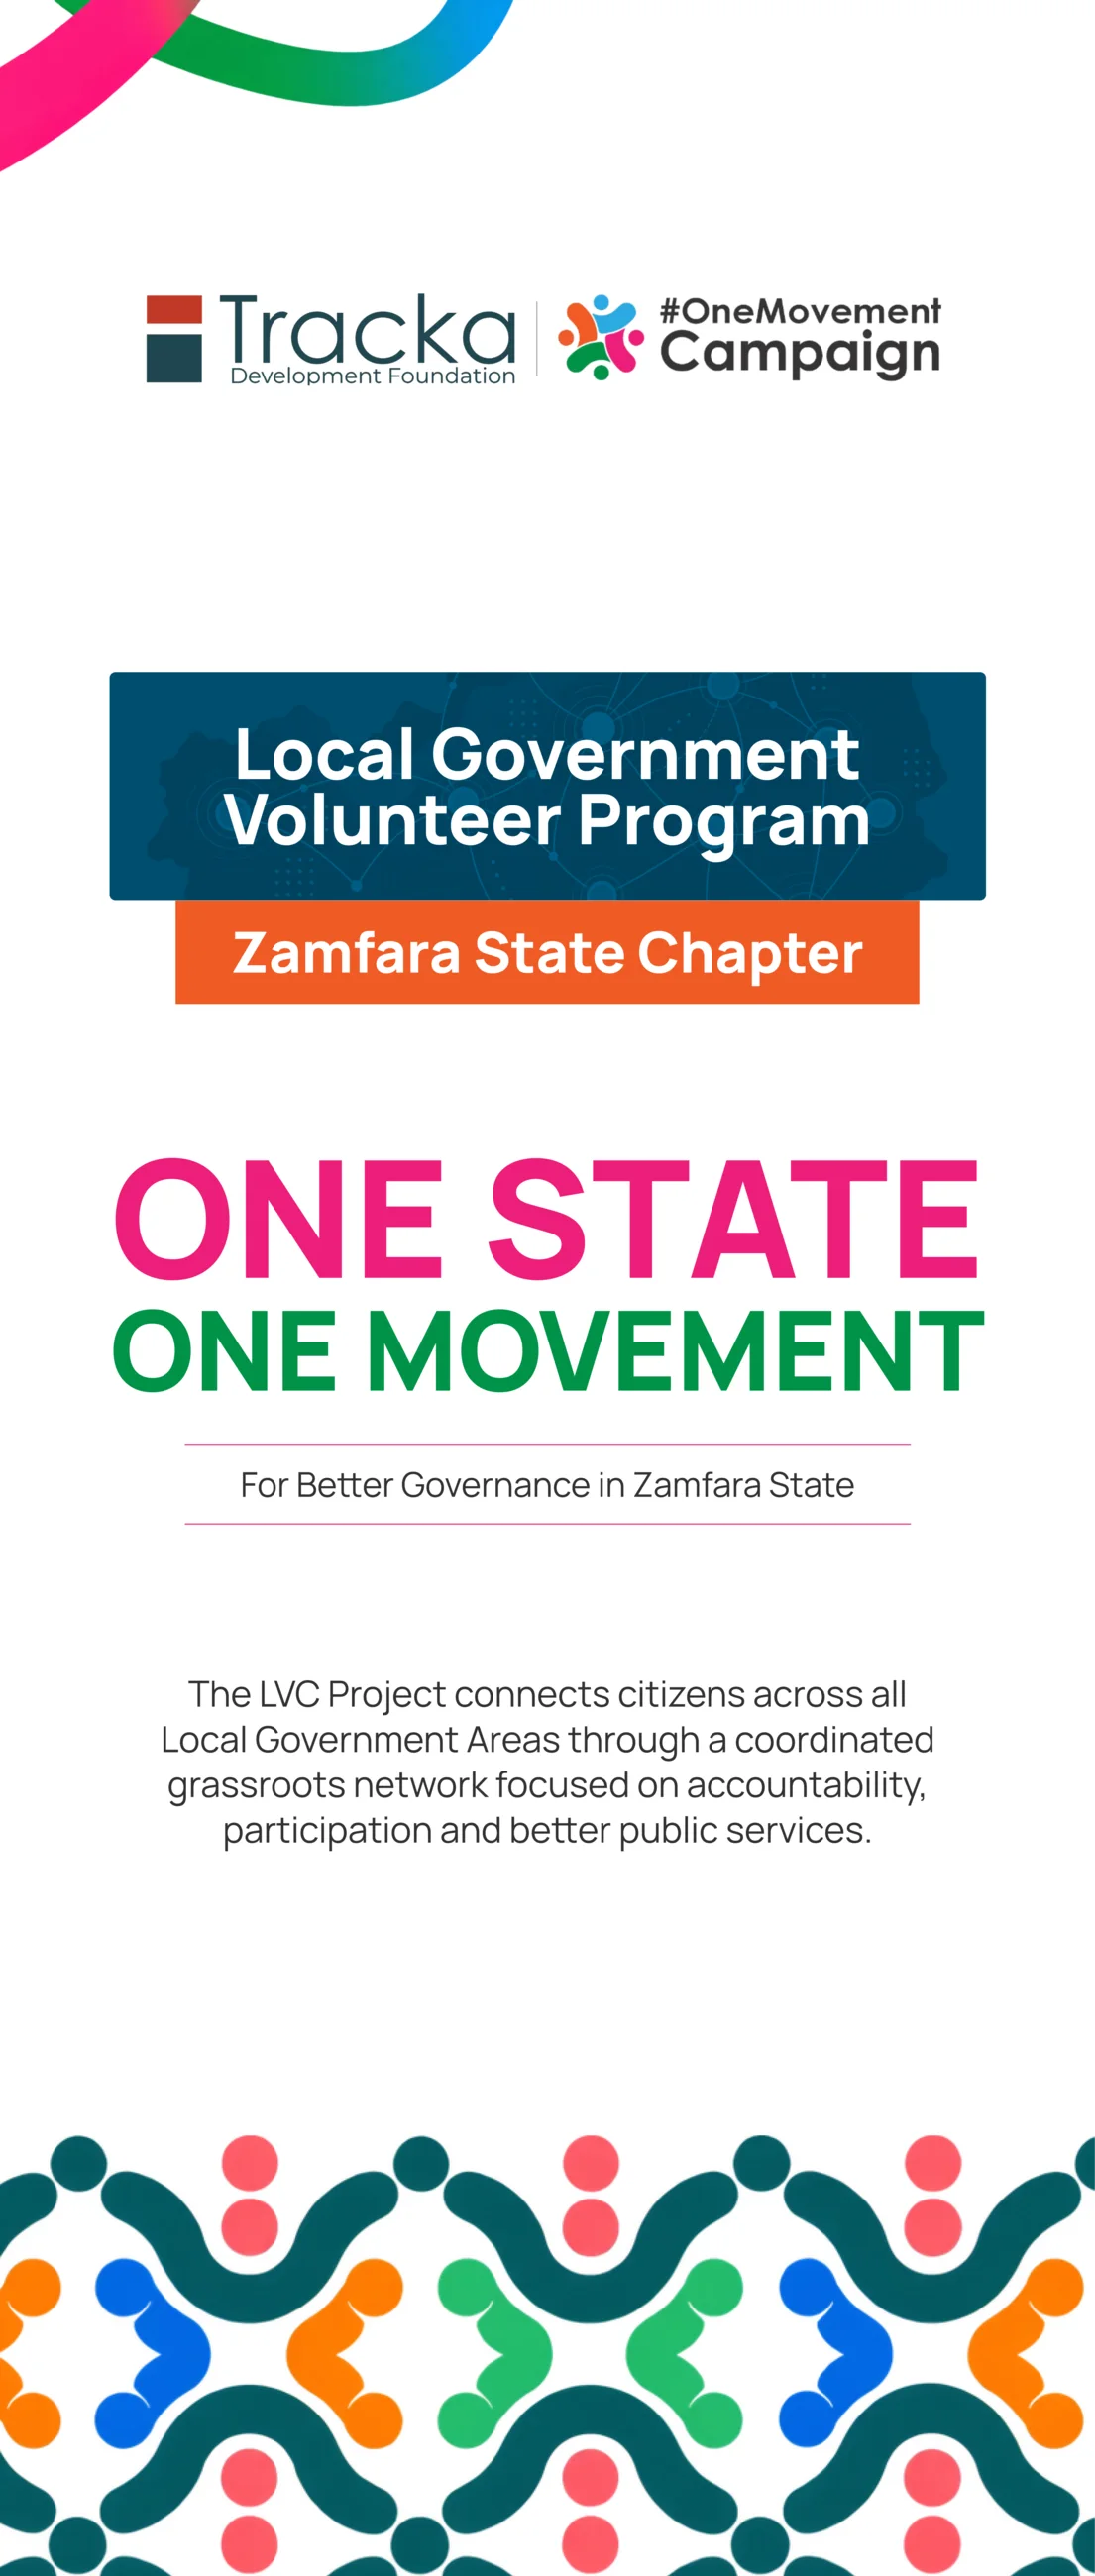 Tracka
Development Foundation
#OneMovement
Campaign
Local Government
Volunteer Program
Zamfara State Chapter
ONE STATE
ONE MOVEMENT
For Better Governance in Zamfara State
The LVC Project connects citizens across all
Local Government Areas through a coordinated
grassroots network focused on accountability,
participation and better public services.